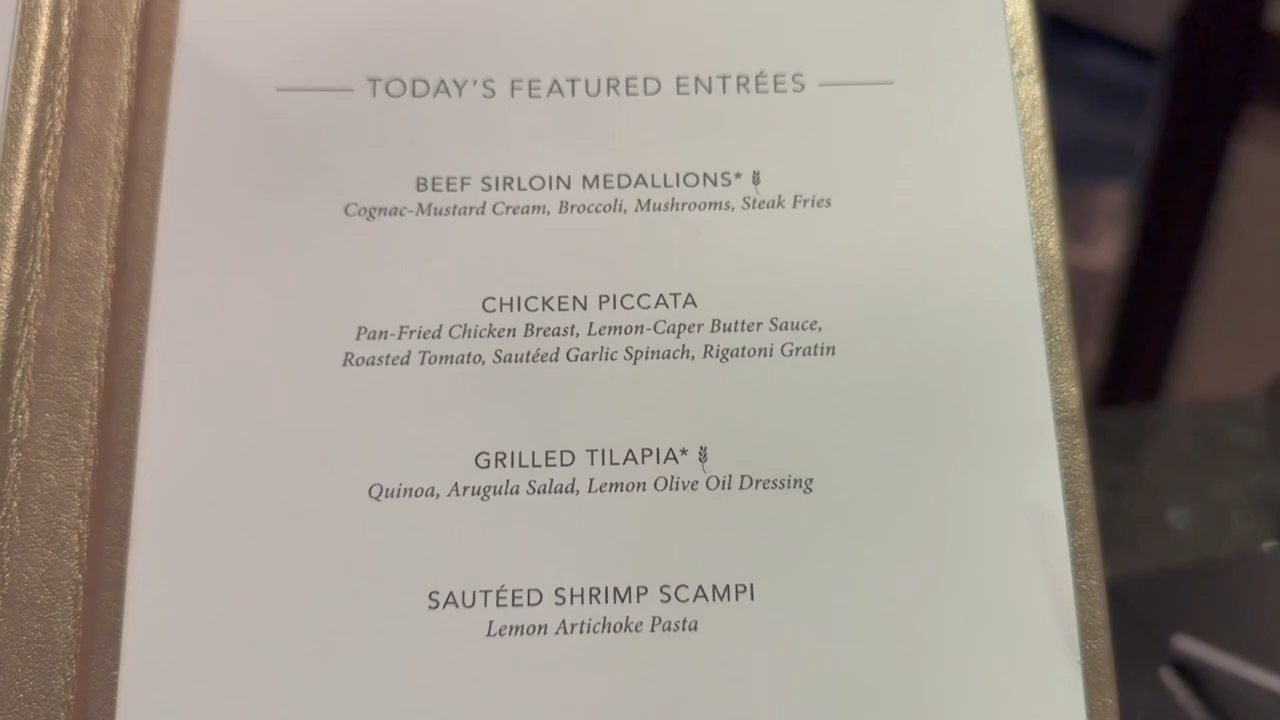 TODAY'S FEATURED ENTRÉES
BEEF SIRLOIN MEDALLIONS*
Cognac-Mustard Cream, Broccoli, Mushrooms, Steak Fries
CHICKEN PICCATA
Pan-Fried Chicken Breast, Lemon-Caper Butter Sauce,
Roasted Tomato, Sautéed Garlic Spinach, Rigatoni Gratin
GRILLED TILAPIA*
Quinoa, Arugula Salad, Lemon Olive Oil Dressing
SAUTÉED SHRIMP SCAMPI
Lemon Artichoke Pasta